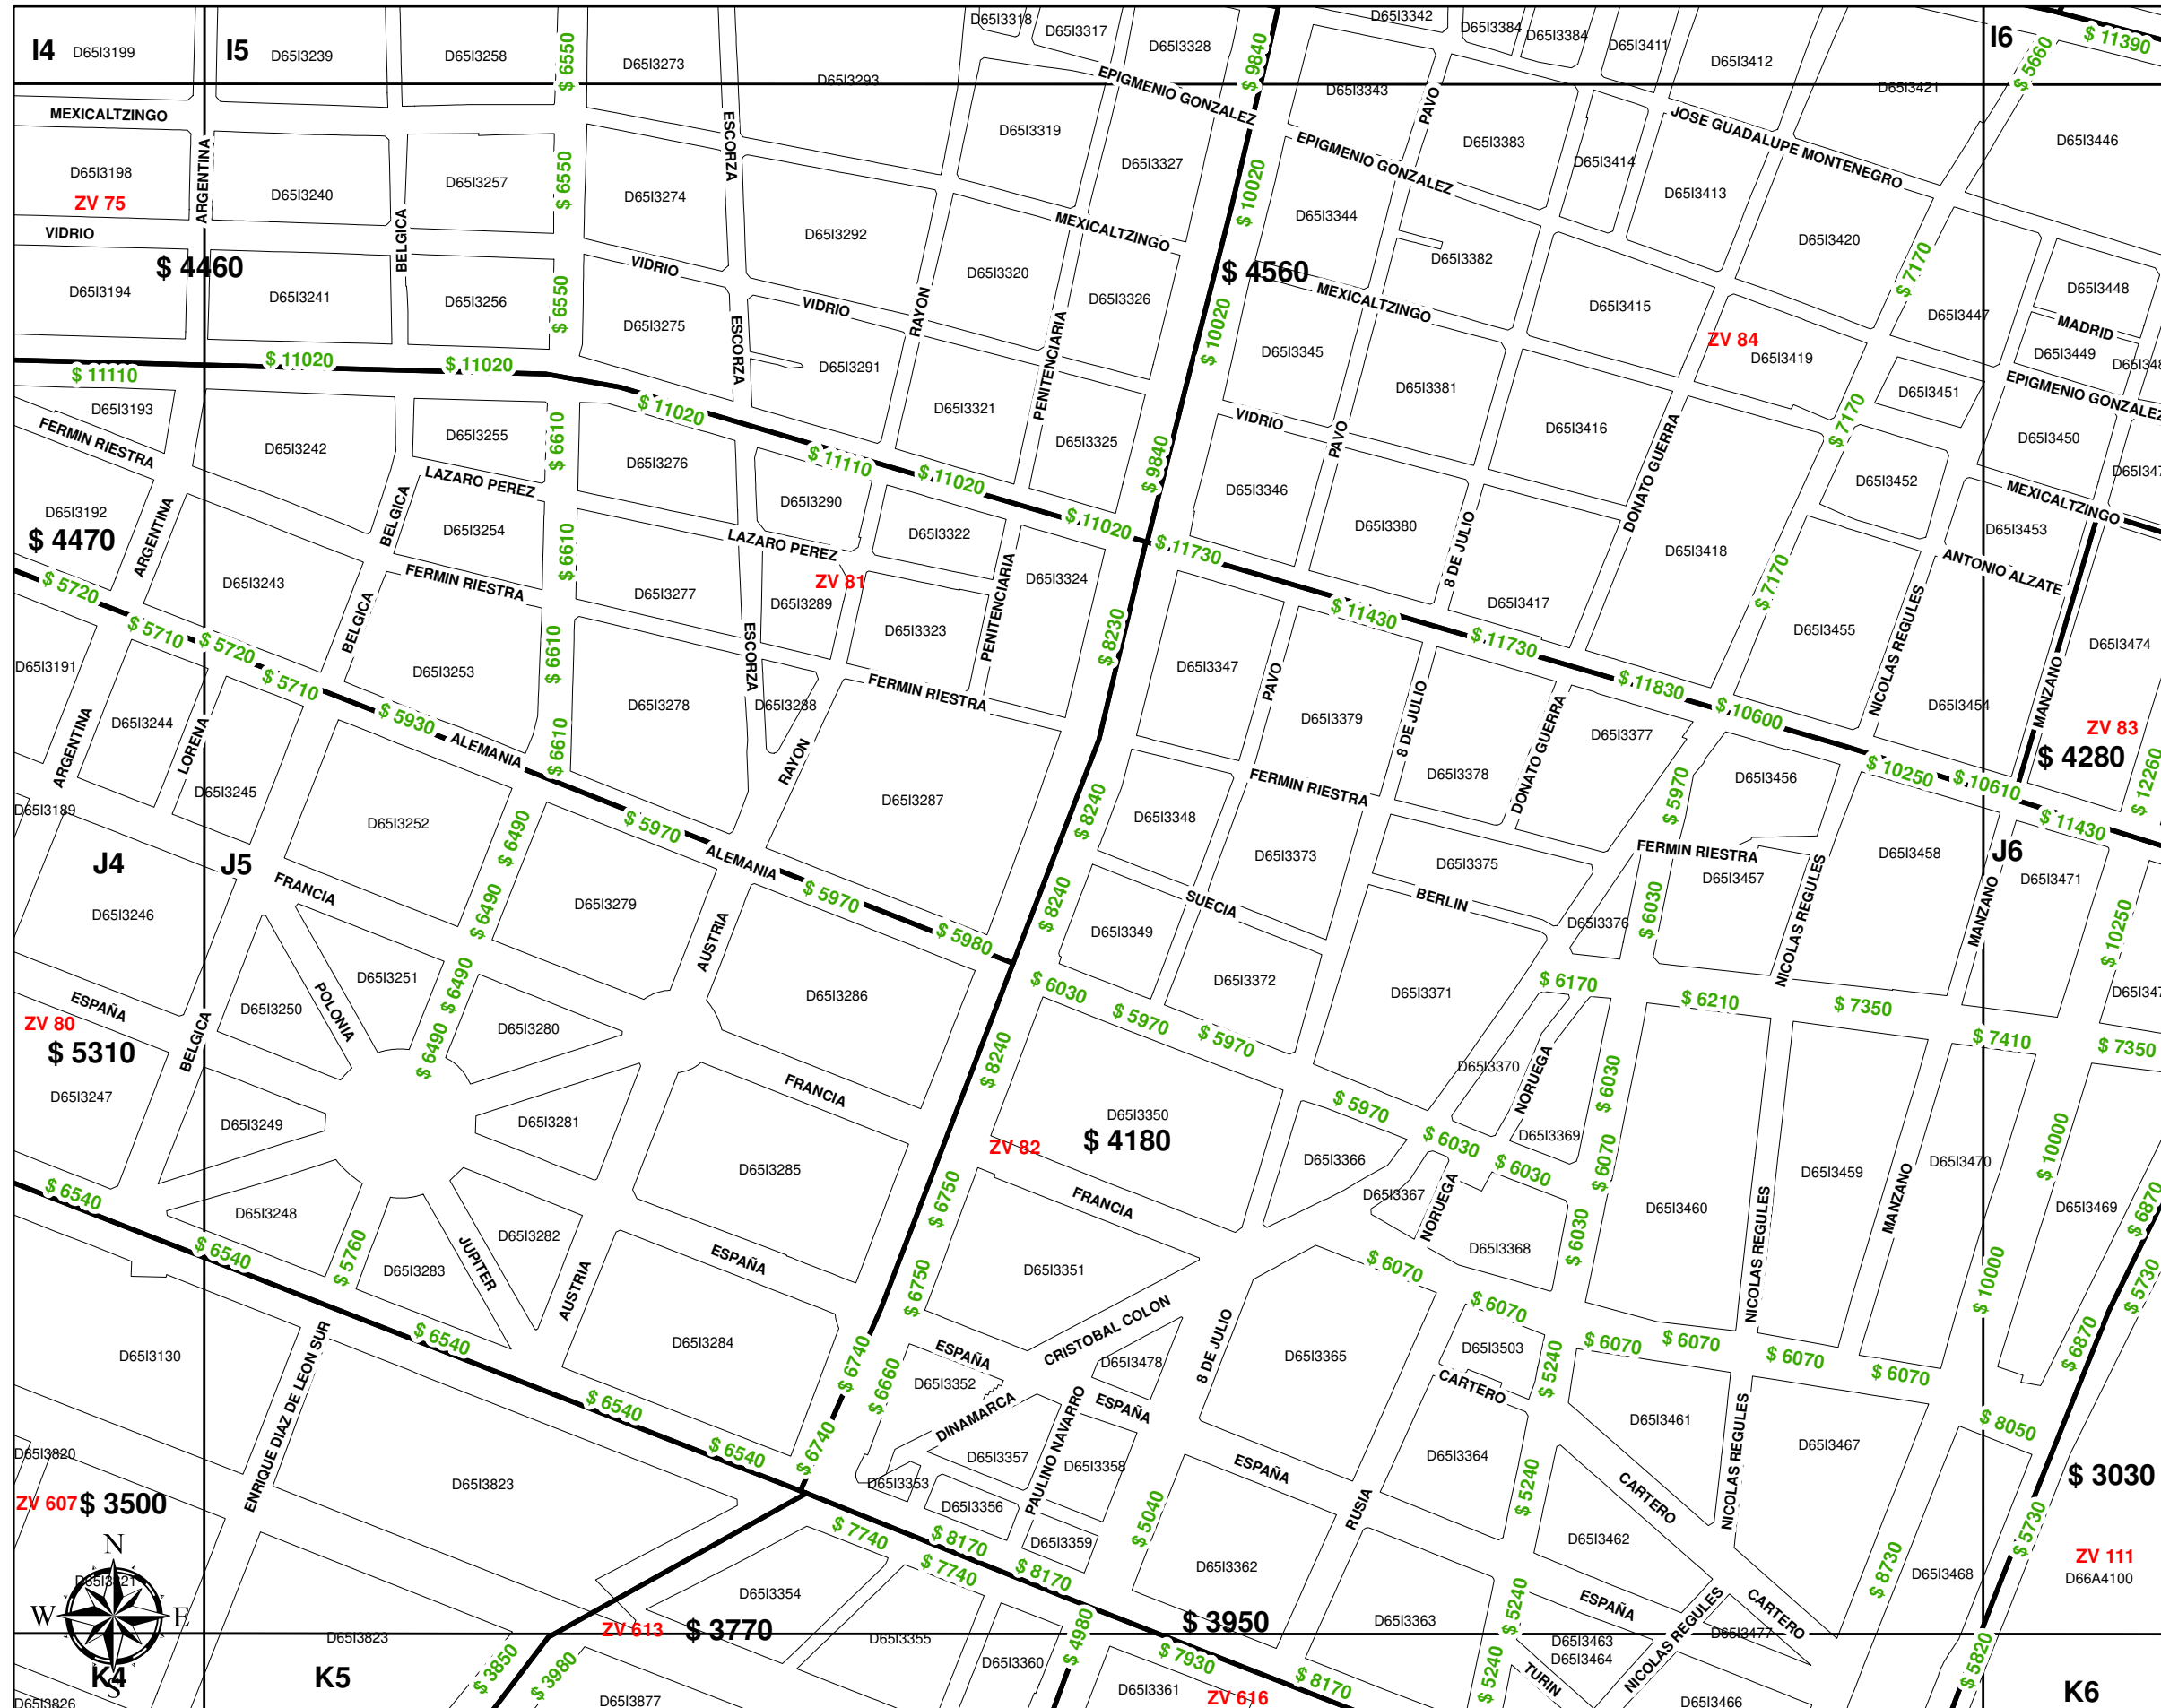 I4
D65I3199
I5
D65I3239
D65I3258
$ 6550
D65I3273
D65I3293
D65I3318
D65I3317
D65I3328
$ 9840
D65I3342
D65I3384
D65I3384
D65I3411
D65I3412
D65I3421
I6
$ 5660
$ 11390
MEXICALTZINGO
EPIGMENIO GONZALEZ
D65I3343
PAVO
JOSE GUADALUPE MONTENEGRO
D65I3446
D65I3198
ZV 75
ARGENTINA
D65I3240
D65I3257
$ 6550
D65I3274
ESCORZA
D65I3319
D65I3327
$ 10020
EPIGMENIO GONZALEZ
D65I3383
D65I3414
D65I3413
VIDRIO
BELGICA
D65I3292
MEXICALTZINGO
D65I3344
D65I3382
D65I3420
$ 7170
$ 4460
D65I3194
D65I3241
D65I3256
$ 6550
VIDRIO
D65I3275
VIDRIO
ESCORZA
D65I3291
RAYON
D65I3320
PENITENCIARIA
D65I3326
$ 10020
$ 4560
MEXICALTZINGO
D65I3345
D65I3415
ZV 84
D65I3419
D65I3447
D65I3448
MADRID
D65I3449
D65I348
$ 11110
$ 11020
$ 11020
$ 11020
D65I3321
D65I3381
D65I3451
EPIGMENIO GONZALEZ
D65I3193
FERMIN RIESTRA
D65I3242
D65I3255
$ 6610
LAZARO PEREZ
D65I3276
$ 11110
$ 11020
D65I3325
$ 9840
VIDRIO
PAVO
D65I3416
DONATO GUERRA
$ 7170
D65I3450
D65I347
D65I3192
$ 4470
ARGENTINA
BELGICA
D65I3254
$ 6610
D65I3290
LAZARO PEREZ
D65I3322
$ 11020
$ 11730
D65I3346
D65I3380
8 DE JULIO
D65I3418
D65I3452
MEXICALTZINGO
D65I3453
ANTONIO ALZATE
$ 5720
D65I3243
FERMIN RIESTRA
D65I3277
ZV 81
D65I3289
D65I3323
PENITENCIARIA
D65I3324
$ 8230
$ 11430
D65I3417
$ 11730
$ 7170
D65I3455
NICOLAS REGULES
D65I3474
$ 5710
$ 5720
$ 5710
BELGICA
D65I3253
$ 6610
ESCORZA
FERMIN RIESTRA
D65I3347
PAVO
$ 11830
$ 10600
D65I3454
MANZANO
ZV 83
$ 4280
D65I3191
ARGENTINA
D65I3244
LORENA
$ 5930
ALEMANIA
$ 6610
D65I3278
D65I3288
RAYON
D65I3379
8 DE JULIO
DONATO GUERRA
D65I3377
$ 10250
$ 10610
$ 12260
D65I3189
D65I3245
D65I3252
$ 6490
$ 5970
D65I3287
$ 8240
D65I3348
FERMIN RIESTRA
D65I3378
$ 5970
D65I3456
$ 11430
J4
J5
FRANCIA
ALEMANIA
D65I3373
D65I3375
FERMIN RIESTRA
D65I3457
D65I3458
J6
D65I3471
D65I3246
$ 6490
D65I3279
AUSTRIA
$ 5970
$ 5980
$ 8240
D65I3349
SUECIA
BERLIN
D65I3376
$ 6030
NICOLAS REGULES
MANZANO
$ 10250
ESPAÑA
BELGICA
D65I3250
POLONIA
D65I3251
$ 6490
D65I3286
$ 6030
$ 5970
D65I3372
$ 5970
D65I3371
$ 6170
$ 6210
$ 7350
D65I347
ZV 80
$ 5310
$ 6490
D65I3280
$ 8240
$ 7410
$ 7350
D65I3247
D65I3249
D65I3281
FRANCIA
D65I3350
$ 4180
ZV 82
$ 5970
D65I3370
NORUEGA
$ 6030
D65I3369
$ 6030
$ 6030
$ 6070
D65I3366
D65I3367
NORUEGA
D65I3459
D65I3470
$ 10000
$ 6540
D65I3248
D65I3285
$ 6750
FRANCIA
D65I3460
MANZANO
D65I3469
$ 6870
$ 6540
$ 5760
D65I3283
JUPITER
D65I3282
AUSTRIA
ESPAÑA
$ 6750
D65I3351
$ 6070
D65I3368
$ 6030
NICOLAS REGULES
$ 10000
$ 5730
D65I3130
ENRIQUE DIAZ DE LEON SUR
$ 6540
D65I3284
$ 6740
ESPAÑA
CRISTOBAL COLON
D65I3478
8 DE JULIO
D65I3365
$ 6070
D65I3503
$ 5240
$ 6070
$ 6070
$ 6070
$ 6070
$ 6870
$ 6540
$ 6660
D65I3352
DINAMARCA
ESPAÑA
CARTERO
D65I3461
NICOLAS REGULES
D65I3467
$ 8050
D65I3820
ZV 607
$ 3500
D65I3823
$ 6540
$ 6740
D65I3353
D65I3357
PAULINO NAVARRO
D65I3358
ESPAÑA
RUSIA
D65I3364
$ 5240
CARTERO
$ 3030
N
W
E
S
D65I3821
$ 7740
D65I3356
$ 8170
D65I3359
$ 5040
D65I3362
D65I3462
$ 5730
$ 8730
D65I3468
ZV 111
D66A4100
D65I3354
$ 7740
$ 8170
$ 5240
ESPAÑA
NICOLAS REGULES
CARTERO
D65I3477
D65I3823
ZV 613
$ 3770
D65I3355
$ 4980
$ 3950
D65I3363
D65I3463
D65I3464
K4
K5
$ 3850
$ 3980
D65I3360
$ 7930
$ 8170
$ 5240
TURIN
$ 5820
K6
D65I3826
D65I3877
D65I3361
ZV 616
D65I3466